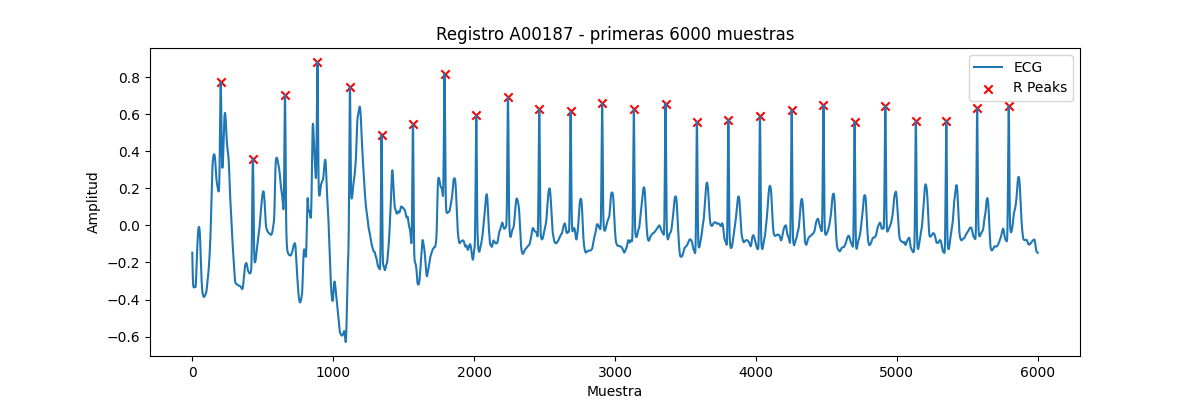 Registro A00187 - primeras 6000 muestras
ECG
R Peaks
Amplitud
0.8
0.6
0.4
0.2
0.0
−0.2
−0.4
−0.6
0 1000 2000 3000 4000 5000 6000
Muestra